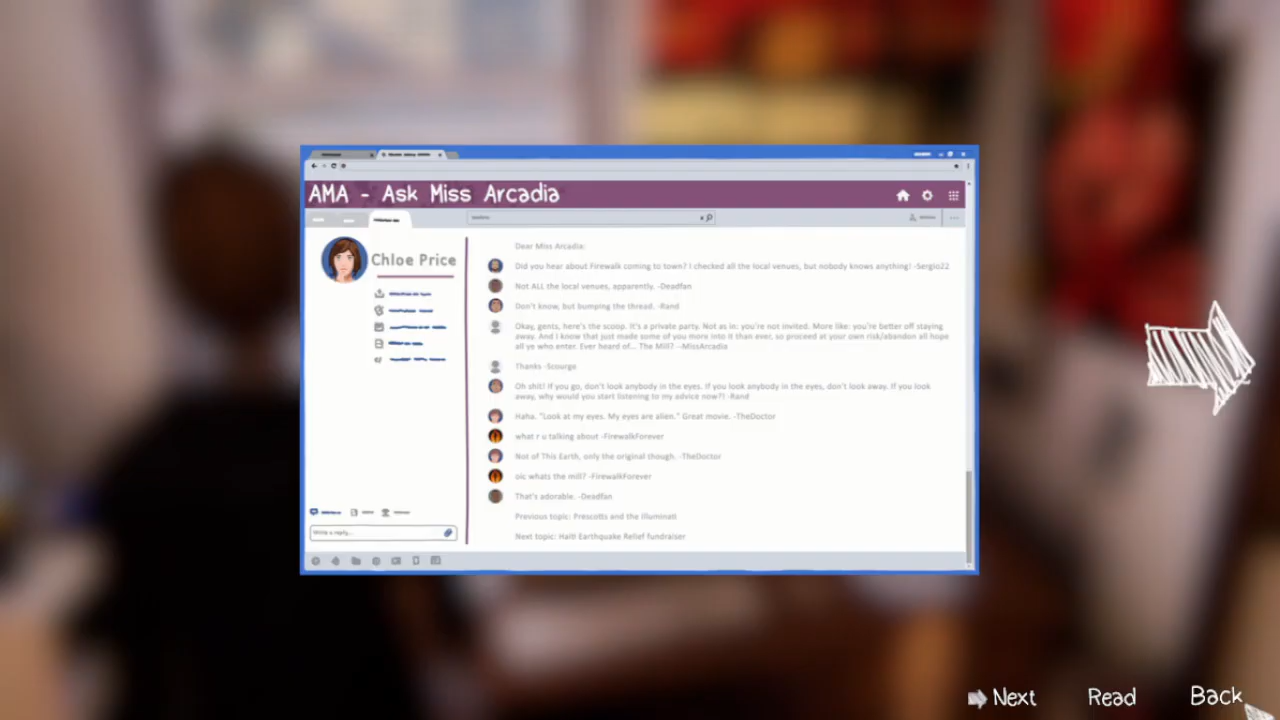 AMA - Ask Miss Arcadia
Chloe Price
Dear Miss Arcadia:
Did you hear about Firewalk coming to town? I checked all the local venues, but nobody knows anything! -Sergio22
Not ALL the local venues, apparently. -Deadfan
Don't know, but bumping the thread. -Rand
Okay, gents, here's the scoop. It's a private party. Not as in: you're not invited. More like: you're better off staying
away. And I know that just made some of you more into it than ever, so proceed at your own risk/abandon all hope
all ye who enter. Ever heard of... The Mill? --MissArcadia
Thanks -Scourge
Oh shit! If you go, don't look anybody in the eyes. If you look anybody in the eyes, don't look away. If you look
away, why would you start listening to my advice now?! -Rand
Haha. "Look at my eyes. My eyes are alien." Great movie. -TheDoctor
what r u talking about -FirewalkForever
Not of This Earth, only the original though. -TheDoctor
oic whats the mill? -FirewalkForever
That's adorable. -Deadfan
Previous topic: Prescotts and the Illuminati
Next topic: Haiti Earthquake Relief fundraiser
Write a reply...
Next
Read
Back